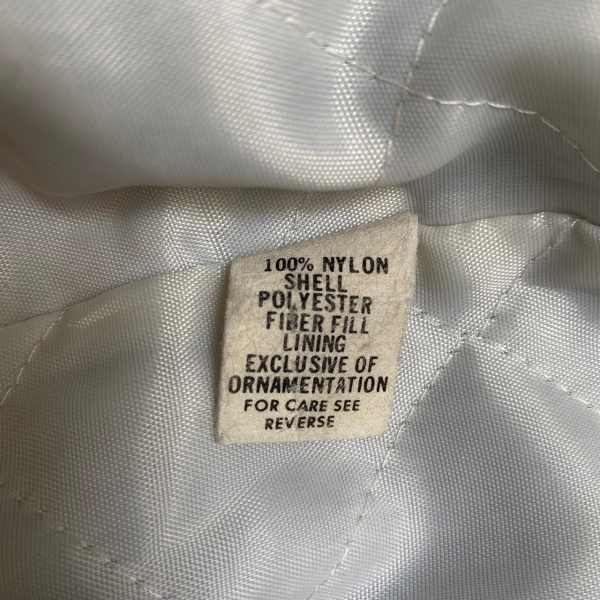 100% NYLON
SHELL
POLYESTER
FIBER FILL
LINING
EXCLUSIVE OF
ORNAMENTATION
FOR CARE SEE
REVERSE